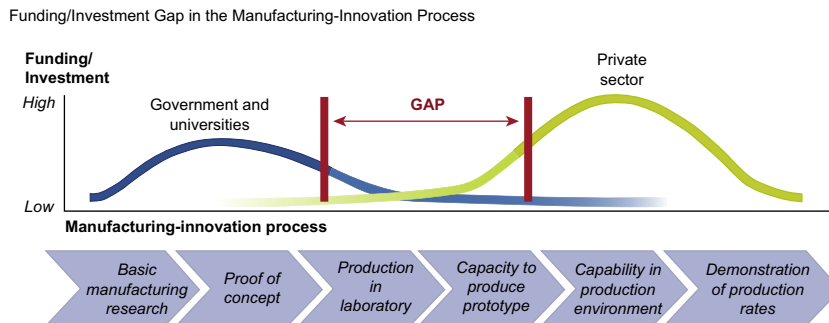 Funding/Investment Gap in the Manufacturing-Innovation Process
Funding/
Investment
High
Low
Government and
universities
GAP
Private
sector
Manufacturing-innovation process
Basic
manufacturing
research
Proof of
concept
Production
in
laboratory
Capacity to
produce
prototype
Capability in
production
environment
Demonstration
of production
rates